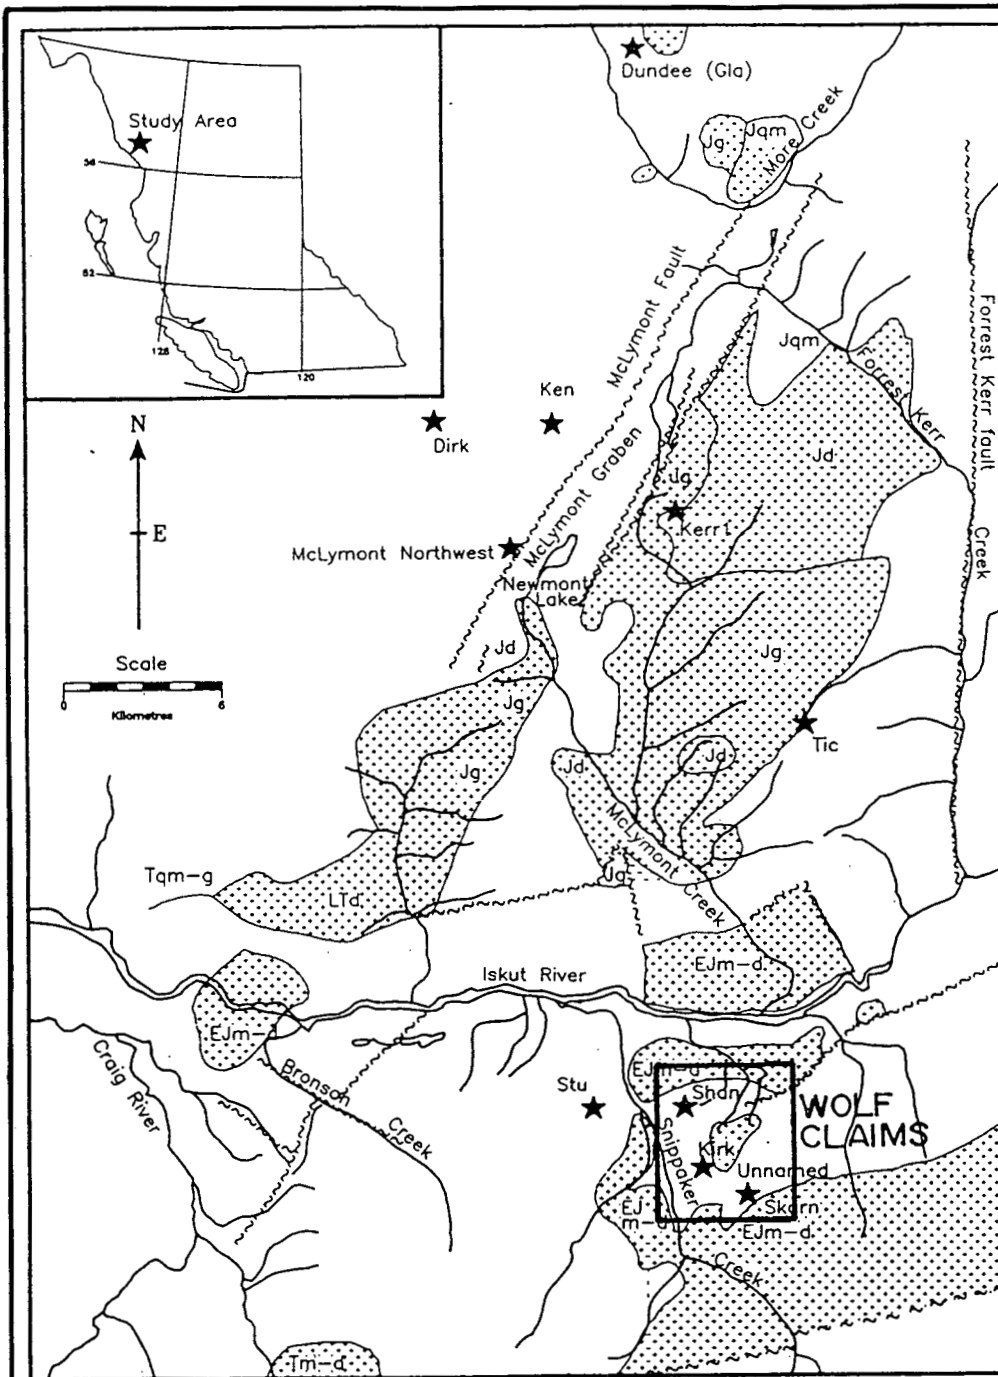 Dundee (Gla)
Study Area
56
52
128
120
Jg
Jqm
More Creek
McLymont Fault
Forrest Kerr fault
Jqm
Forrest Kerr
Creek
Ken
Dirk
N
E
McLymont Graben
Jd
Jg
Kerr1
McLymont Northwest
Newmont
Lake
Jd
Jg
Scale
0 6
Kilometres
Jg
Tic
Jg
Jd
Jd
McLymont
Creek
Jg
Tqm-g
LTd
EJm-d
Iskut River
EJm-d
Craig River
Bronson
Creek
Stu
EJm-d
Shan
WOLF
CLAIMS
Snippaker
Kirk
Unnamed
Skarn
EJ
m-d
EJm-d
Creek
Tm-d